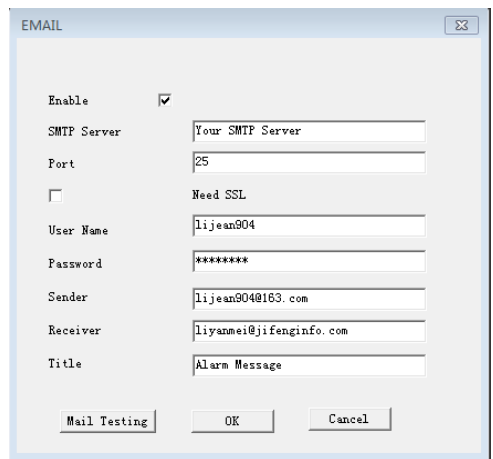 EMAIL
Enable
SMTP Server Your SMTP Server
Port 25
Need SSL
User Name lijean904
Password ********
Sender lijean904@163.com
Receiver liyanmei@jifenginfo.com
Title Alarm Message
Mail Testing OK Cancel